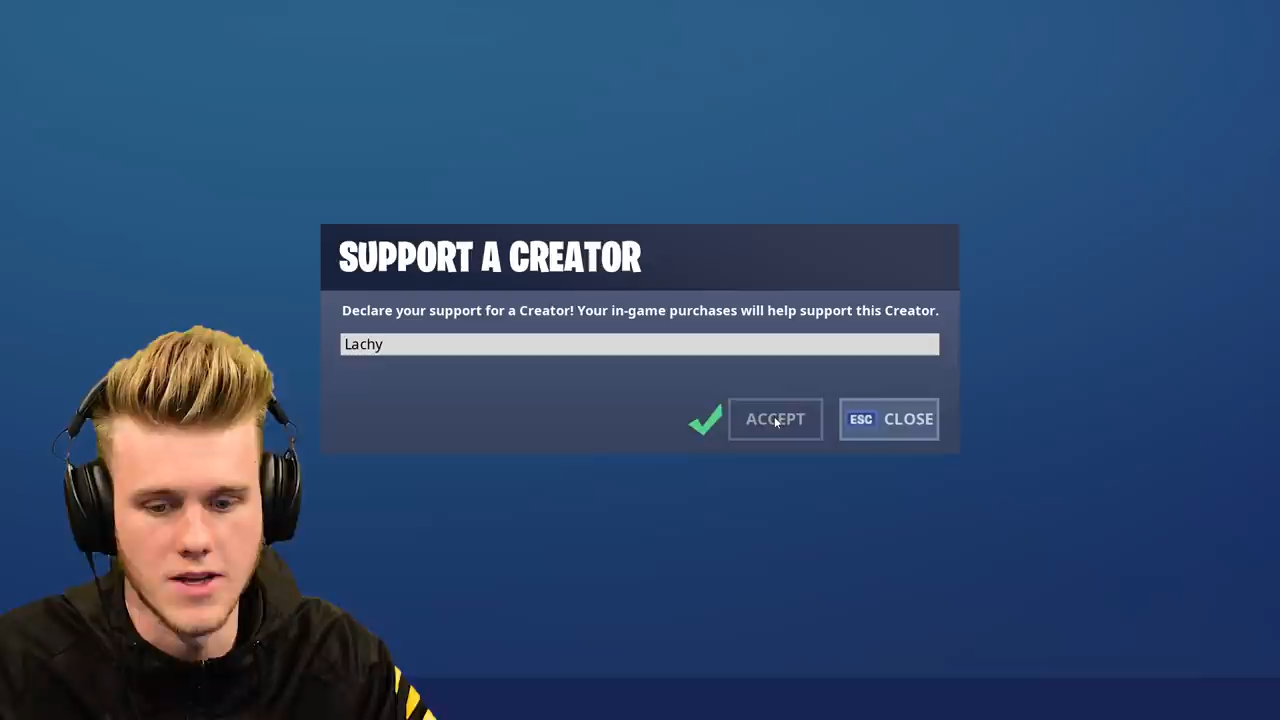 SUPPORT A CREATOR
Declare your support for a Creator! Your in-game purchases will help support this Creator.
Lachy
ACCEPT
ESC CLOSE